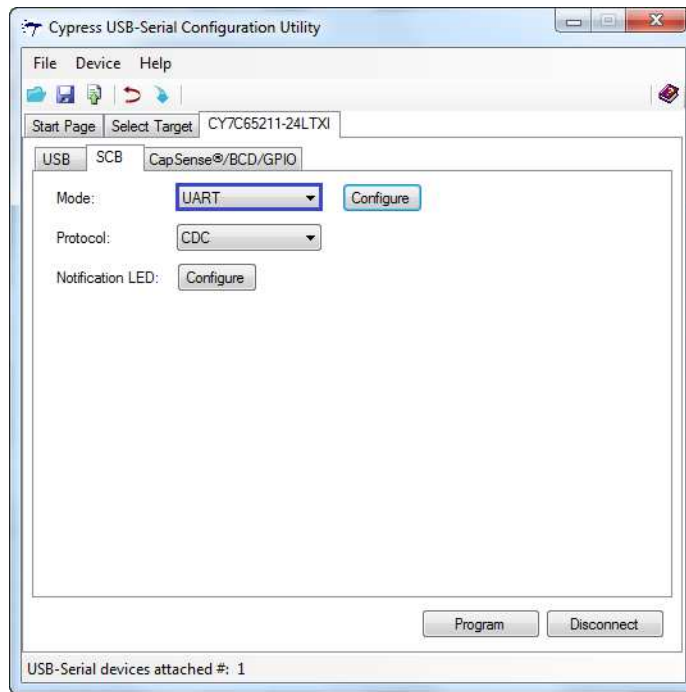 Cypress USB-Serial Configuration Utility
File Device Help
Start Page Select Target CY7C65211-24LTXI
USB SCB CapSense®/BCD/GPIO
Mode: UART Configure
Protocol: CDC
Notification LED: Configure
Program Disconnect
USB-Serial devices attached #: 1